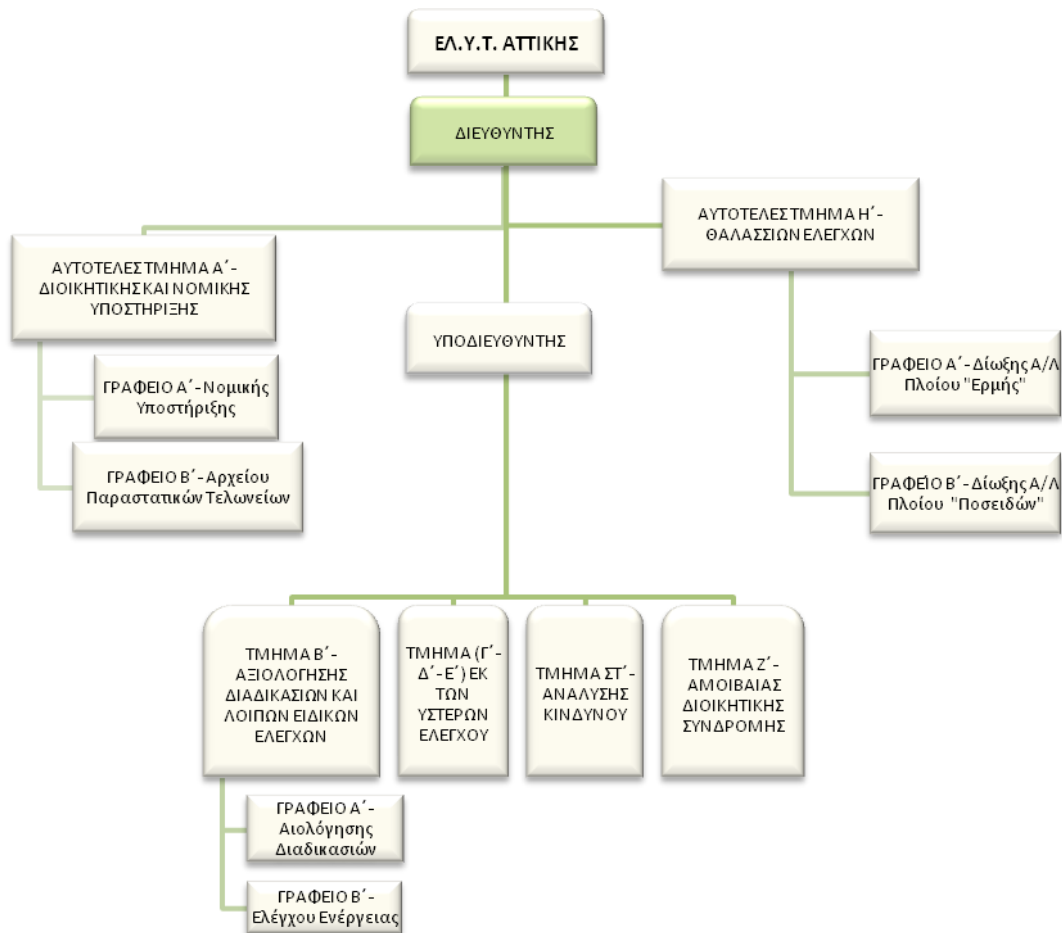 ΕΛ.Υ.Τ. ΑΤΤΙΚΗΣ
ΔΙΕΥΘΥΝΤΗΣ
ΑΥΤΟΤΕΛΕΣ ΤΜΗΜΑ Α΄-
ΔΙΟΙΚΗΤΙΚΗΣ ΚΑΙ ΝΟΜΙΚΗΣ
ΥΠΟΣΤΗΡΙΞΗΣ
ΓΡΑΦΕΙΟ Α΄- Νομικής
Υποστήριξης
ΓΡΑΦΕΙΟ Β΄- Αρχείου
Παραστατικών Τελωνείων
ΥΠΟΔΙΕΥΘΥΝΤΗΣ
ΑΥΤΟΤΕΛΕΣ ΤΜΗΜΑ Η΄-
ΘΑΛΑΣΣΙΩΝ ΕΛΕΓΧΩΝ
ΓΡΑΦΕΙΟ Α΄- Δίωξης Α/Λ
Πλοίου "Ερμής"
ΓΡΑΦΕΙΟ Β΄- Δίωξης Α/Λ
Πλοίου "Ποσειδών"
ΤΜΗΜΑ Β΄-
ΑΞΙΟΛΟΓΗΣΗΣ
ΔΙΑΔΙΚΑΣΙΩΝ ΚΑΙ
ΛΟΙΠΩΝ ΕΙΔΙΚΩΝ
ΕΛΕΓΧΩΝ
ΓΡΑΦΕΙΟ Α΄-
Αιολόγησης
Διαδικασιών
ΓΡΑΦΕΙΟ Β΄-
Ελέγχου Ενέργειας
ΤΜΗΜΑ (Γ΄-
Δ΄- Ε΄) ΕΚ
ΤΩΝ
ΥΣΤΕΡΩΝ
ΕΛΕΓΧΟΥ
ΤΜΗΜΑ ΣΤ΄-
ΑΝΑΛΥΣΗΣ
ΚΙΝΔΥΝΟΥ
ΤΜΗΜΑ Ζ΄-
ΑΜΟΙΒΑΙΑΣ
ΔΙΟΙΚΗΤΙΚΗΣ
ΣΥΝΔΡΟΜΗΣ